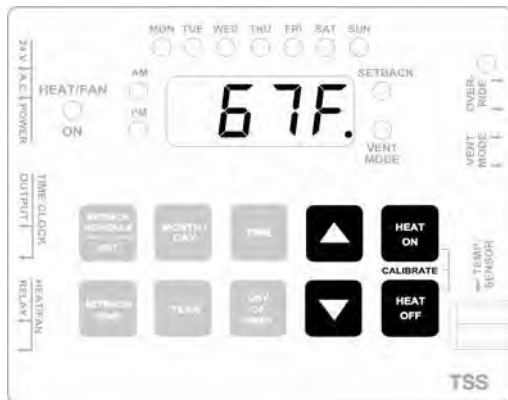 MON TUE WED THU FRI SAT SUN
24 V. A.C. POWER
HEAT/FAN
ON
AM
PM
67F.
SETBACK
VENT
MODE
OVER-
RIDE
VENT
MODE
TIME CLOCK
OUTPUT
SETBACK
SCHEDULE
MONTH /
DAY
TIME
HEAT
ON
CALIBRATE
TEMP.
SENSOR
HEAT/FAN
RELAY
SETBACK
YEAR
DAY
OF
WEEK
HEAT
OFF
TSS